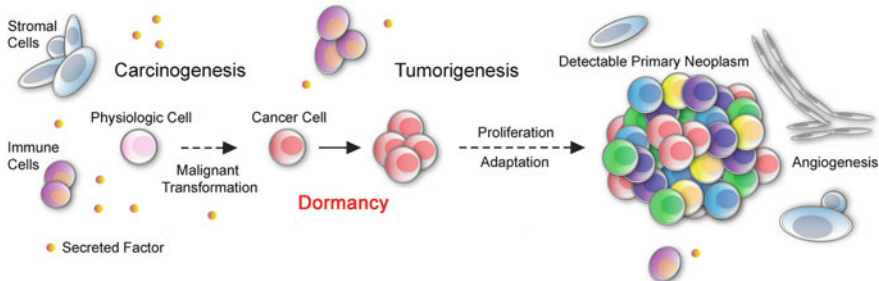 Stromal
Cells
Carcinogenesis
Tumorigenesis
Detectable Primary Neoplasm
Physiologic Cell
Cancer Cell
Immune
Cells
Malignant
Transformation
Proliferation
Adaptation
Angiogenesis
Dormancy
Secreted Factor